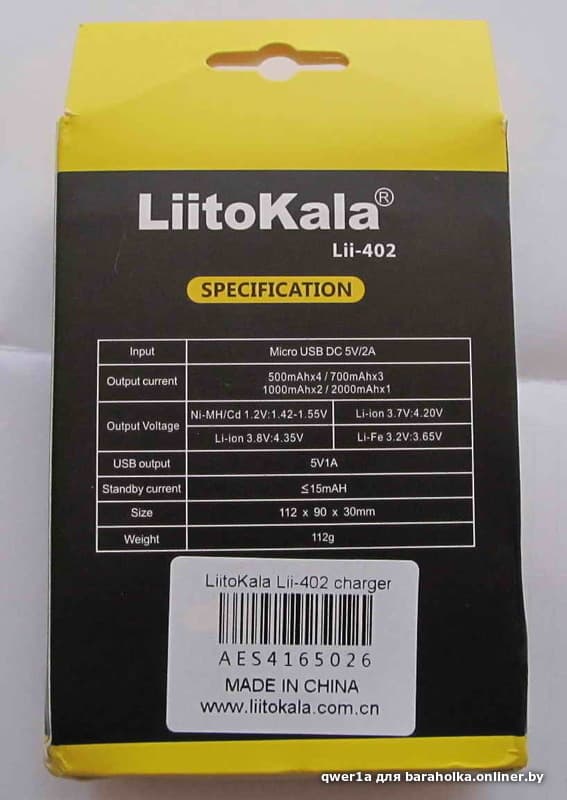 LiitoKala®
Lii-402
SPECIFICATION
Input Micro USB DC 5V/2A
Output current 500mAhx4 / 700mAhx3
1000mAhx2 / 2000mAhx1
Output Voltage Ni-MH/Cd 1.2V:1.42-1.55V Li-ion 3.7V:4.20V
Li-ion 3.8V:4.35V Li-Fe 3.2V:3.65V
USB output 5V1A
Standby current ≤15mAH
Size 112 x 90 x 30mm
Weight 112g
LiitoKala Lii-402 charger
AES4165026
MADE IN CHINA
www.liitokala.com.cn
qwer1a для baraholka.onliner.by